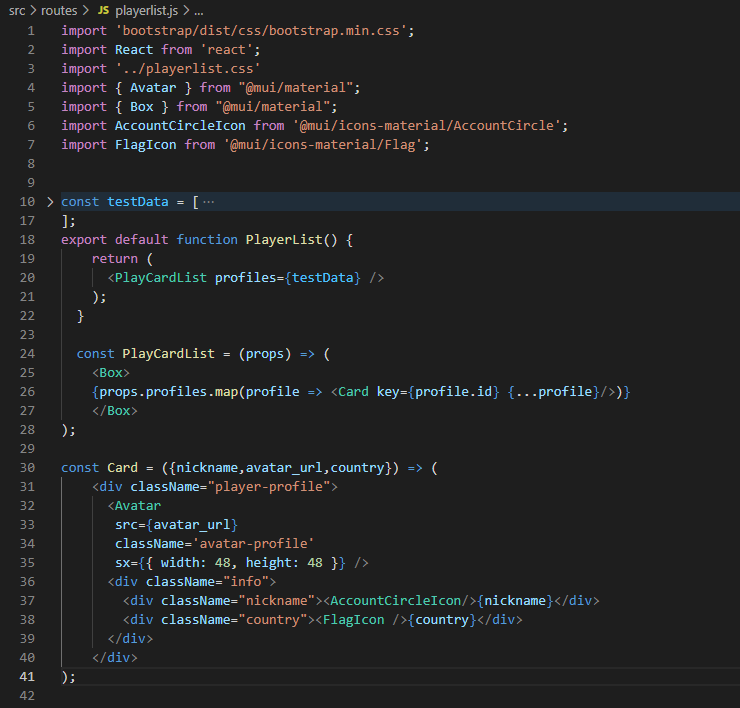 src > routes > JS playerlist.js > ...
1 import 'bootstrap/dist/css/bootstrap.min.css';
2 import React from 'react';
3 import '../playerlist.css'
4 import { Avatar } from "@mui/material";
5 import { Box } from "@mui/material";
6 import AccountCircleIcon from '@mui/icons-material/AccountCircle';
7 import FlagIcon from '@mui/icons-material/Flag';
8
9
10 > const testData = [ ···
17 ];
18 export default function PlayerList() {
19     return (
20       <PlayCardList profiles={testData} />
21     );
22   }
23
24   const PlayCardList = (props) => (
25     <Box>
26     {props.profiles.map(profile => <Card key={profile.id} {...profile}/>)}
27     </Box>
28 );
29
30 const Card = ({nickname,avatar_url,country}) => (
31     <div className="player-profile">
32       <Avatar
33        src={avatar_url}
34        className='avatar-profile'
35        sx={{ width: 48, height: 48 }} />
36       <div className="info">
37         <div className="nickname"><AccountCircleIcon/>{nickname}</div>
38         <div className="country"><FlagIcon />{country}</div>
39       </div>
40     </div>
41 );
42